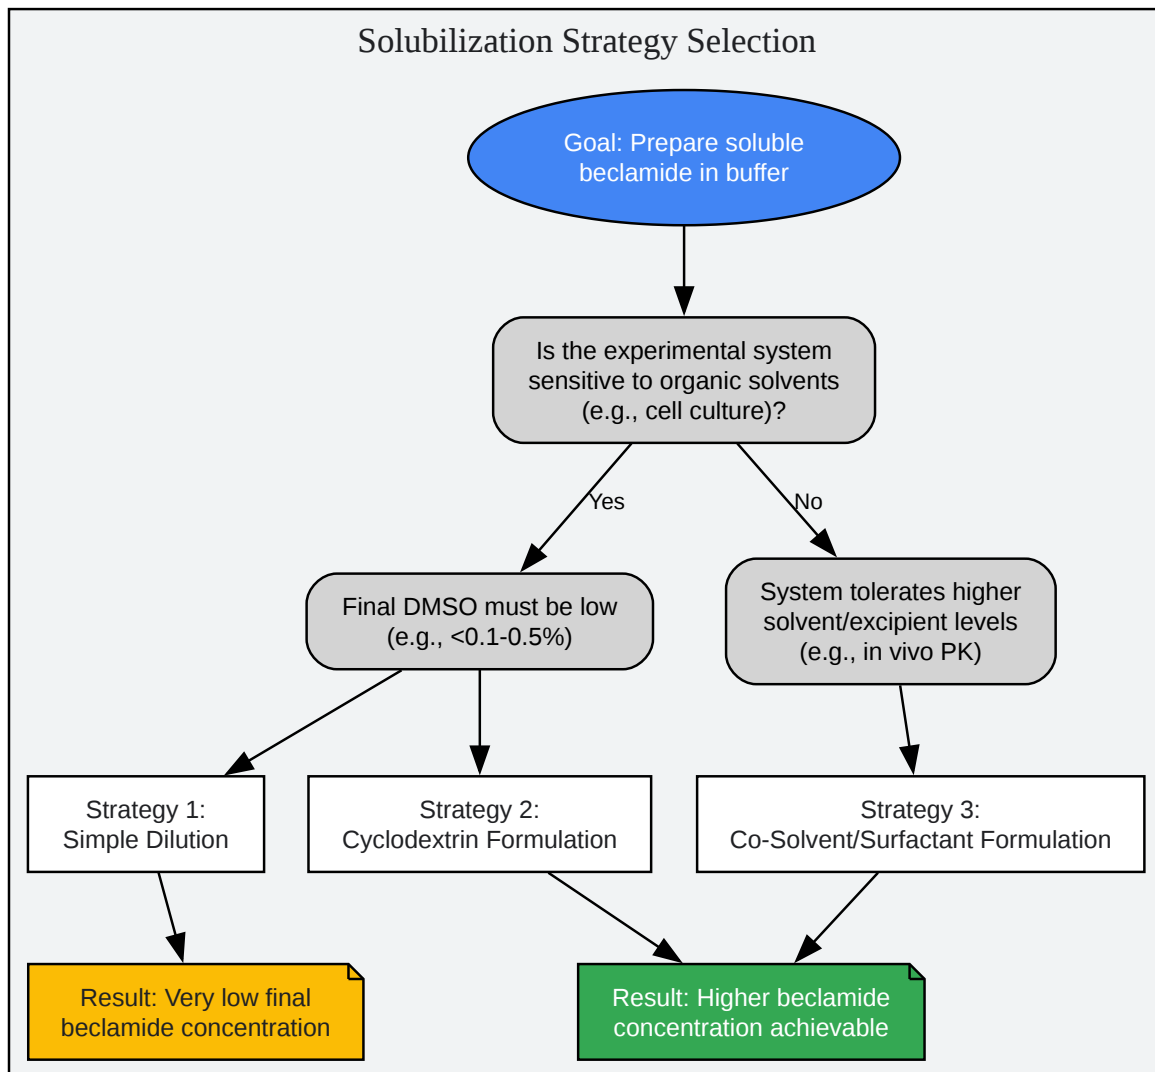 Solubilization Strategy Selection
Goal: Prepare soluble
beclamide in buffer
Is the experimental system
sensitive to organic solvents
(e.g., cell culture)?
Yes
No
Final DMSO must be low
(e.g., <0.1-0.5%)
System tolerates higher
solvent/excipient levels
(e.g., in vivo PK)
Strategy 1:
Simple Dilution
Strategy 2:
Cyclodextrin Formulation
Strategy 3:
Co-Solvent/Surfactant Formulation
Result: Very low final
beclamide concentration
Result: Higher beclamide
concentration achievable